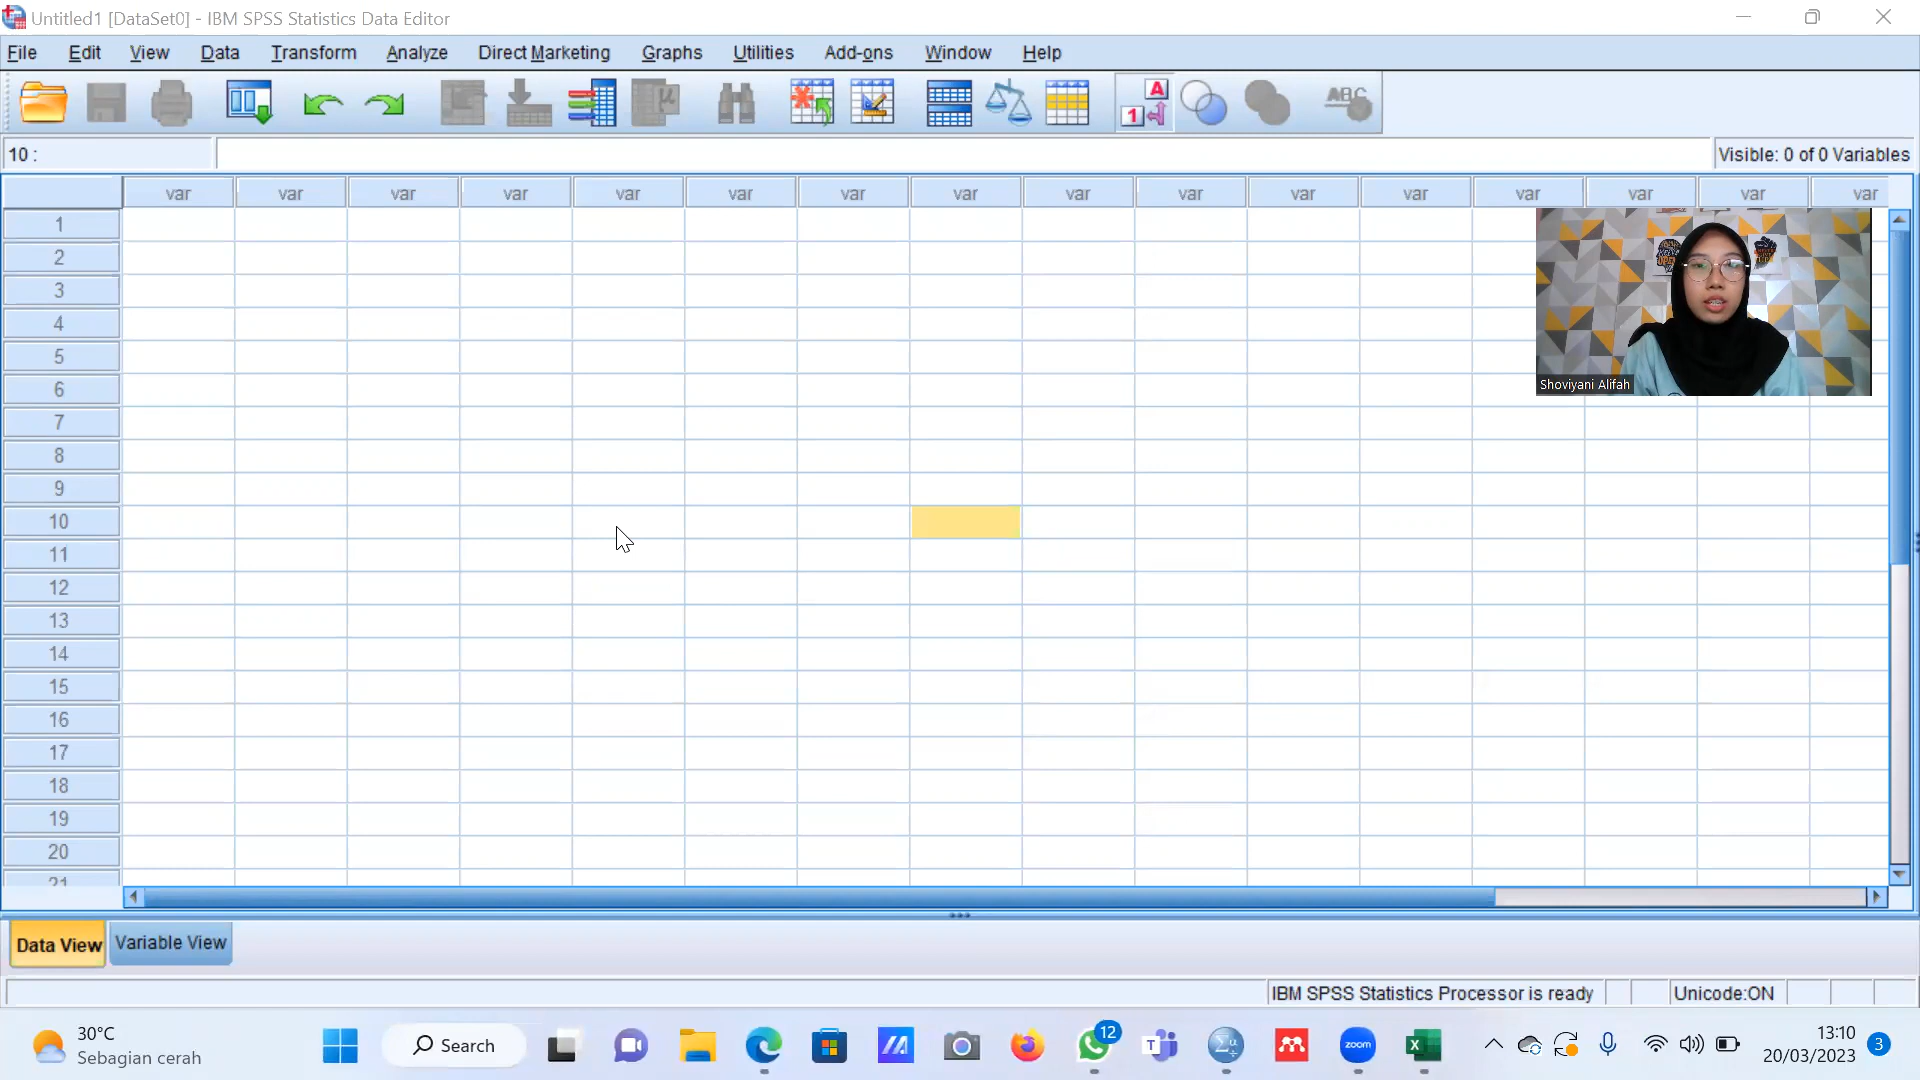 Untitled1 [DataSet0] - IBM SPSS Statistics Data Editor
File Edit View Data Transform Analyze Direct Marketing Graphs Utilities Add-ons Window Help
A
1
ABC
10 :
Visible: 0 of 0 Variables
var var var var var var var var var var var var var var var var
1
2
3
4
5
6
7
8
9
10
11
12
13
14
15
16
17
18
19
20
21
Shoviyani Alifah
Data View Variable View
IBM SPSS Statistics Processor is ready Unicode:ON
30°C
Sebagian cerah
Search
12
zoom
13:10
20/03/2023
3